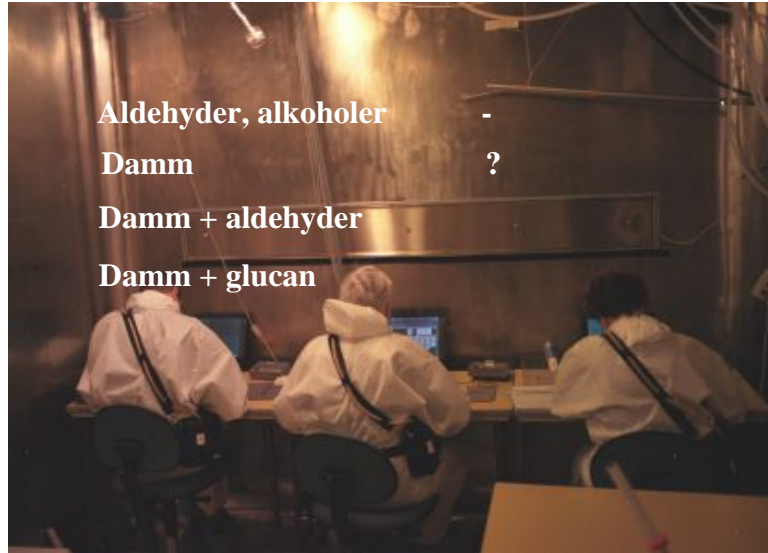 Aldehyder, alkoholer -
Damm ?
Damm + aldehyder
Damm + glucan